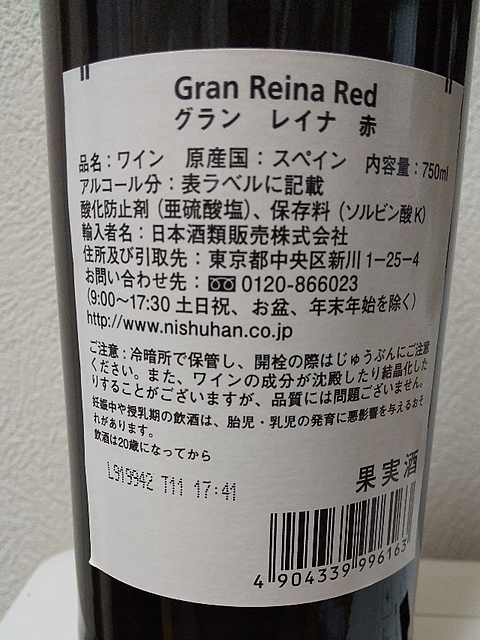 Gran Reina Red
グラン レイナ 赤
品名：ワイン 原産国：スペイン 内容量：750ml
アルコール分：表ラベルに記載
酸化防止剤（亜硫酸塩）、保存料（ソルビン酸K）
輸入者名：日本酒類販売株式会社
住所及び引取先：東京都中央区新川1-25-4
お問い合わせ先：0120-866023
（9:00～17:30 土日祝、お盆、年末年始を除く）
http://www.nishuhan.co.jp
ご注意：冷暗所で保管し、開栓の際はじゅうぶんにご注意
ください。また、ワインの成分が沈殿したり結晶化した
りすることがございますが、品質には問題ございません。
妊娠中や授乳期の飲酒は、胎児・乳児の発育に悪影響を与えるおそ
れがあります。
飲酒は20歳になってから
L919942 T11 17:41
果実酒
4 904339 996163